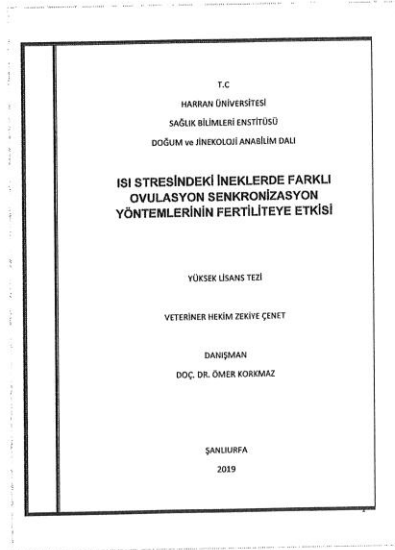 T.C
HARRAN ÜNİVERSİTESİ
SAĞLIK BİLİMLERİ ENSTİTÜSÜ
DOĞUM ve JİNEKOLOJİ ANABİLİM DALI
ISI STRESİNDEKİ İNEKLERDE FARKLI
OVULASYON SENKRONİZASYON
YÖNTEMLERİNİN FERTİLİTEYE ETKİSİ
YÜKSEK LİSANS TEZİ
VETERİNER HEKİM ZEKİYE ÇENET
DANIŞMAN
DOÇ. DR. ÖMER KORKMAZ
ŞANLIURFA
2019